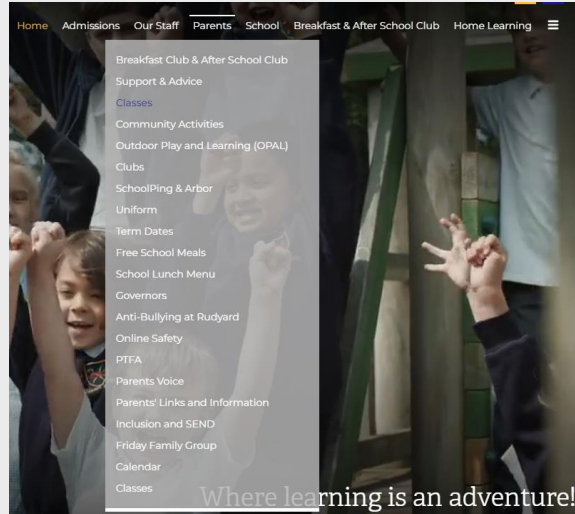 Home Admissions Our Staff Parents School Breakfast & After School Club Home Learning
Breakfast Club & After School Club
Support & Advice
Classes
Community Activities
Outdoor Play and Learning (OPAL)
Clubs
SchoolPing & Arbor
Uniform
Term Dates
Free School Meals
School Lunch Menu
Governors
Anti-Bullying at Rudyard
Online Safety
PTFA
Parents Voice
Parents' Links and Information
Inclusion and SEND
Friday Family Group
Calendar
Classes
Where learning is an adventure!